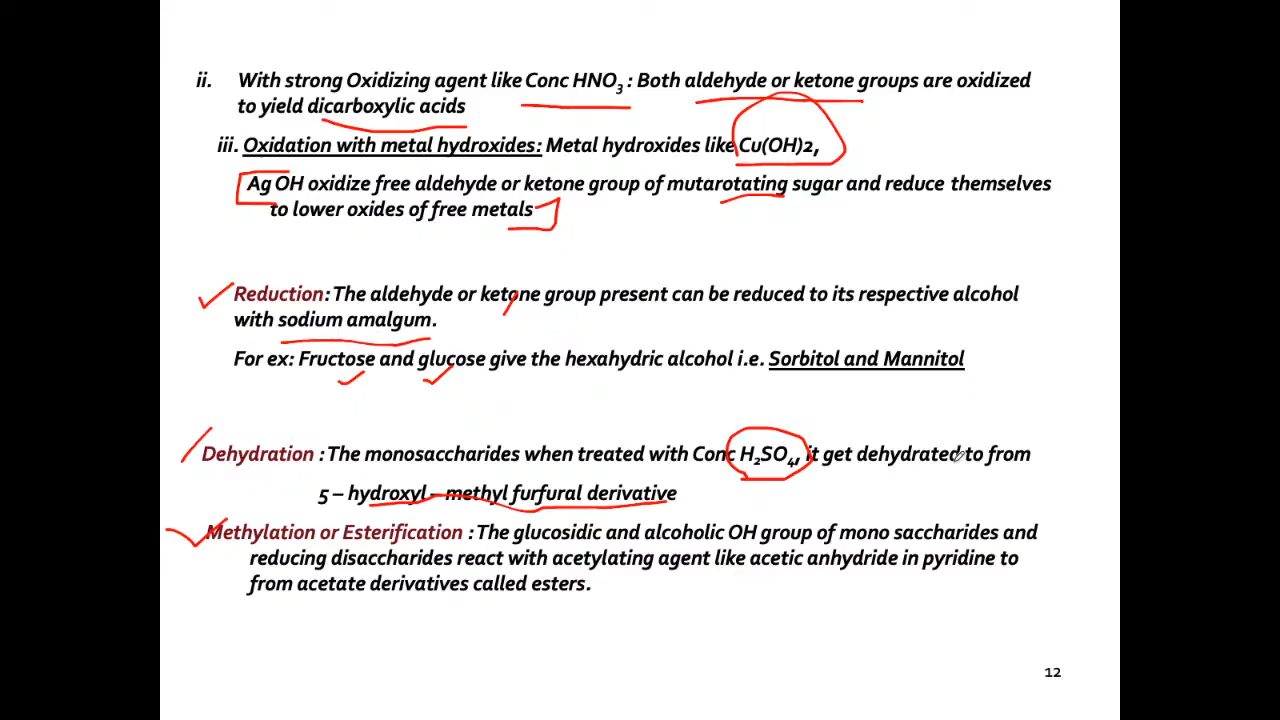 ii. With strong Oxidizing agent like Conc HNO3 : Both aldehyde or ketone groups are oxidized
to yield dicarboxylic acids
iii. Oxidation with metal hydroxides: Metal hydroxides like Cu(OH)2,
Ag OH oxidize free aldehyde or ketone group of mutarotating sugar and reduce themselves
to lower oxides of free metals
Reduction: The aldehyde or ketone group present can be reduced to its respective alcohol
with sodium amalgum.
For ex: Fructose and glucose give the hexahydric alcohol i.e. Sorbitol and Mannitol
Dehydration : The monosaccharides when treated with Conc H2SO4, it get dehydrated to from
5 – hydroxyl – methyl furfural derivative
Methylation or Esterification : The glucosidic and alcoholic OH group of mono saccharides and
reducing disaccharides react with acetylating agent like acetic anhydride in pyridine to
from acetate derivatives called esters.
12